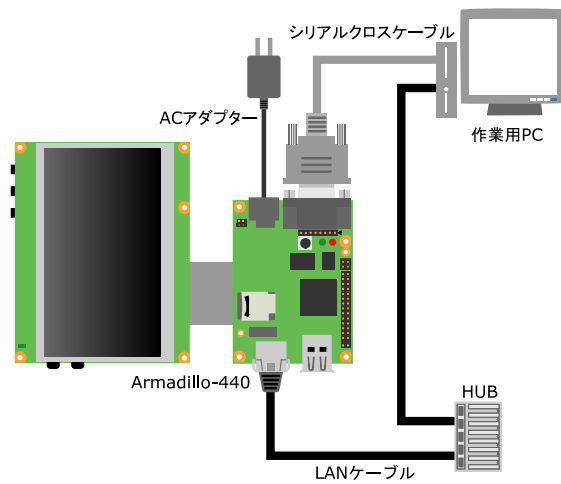 シリアルクロスケーブル
ACアダプター
作業用PC
Armadillo-440
HUB
LANケーブル